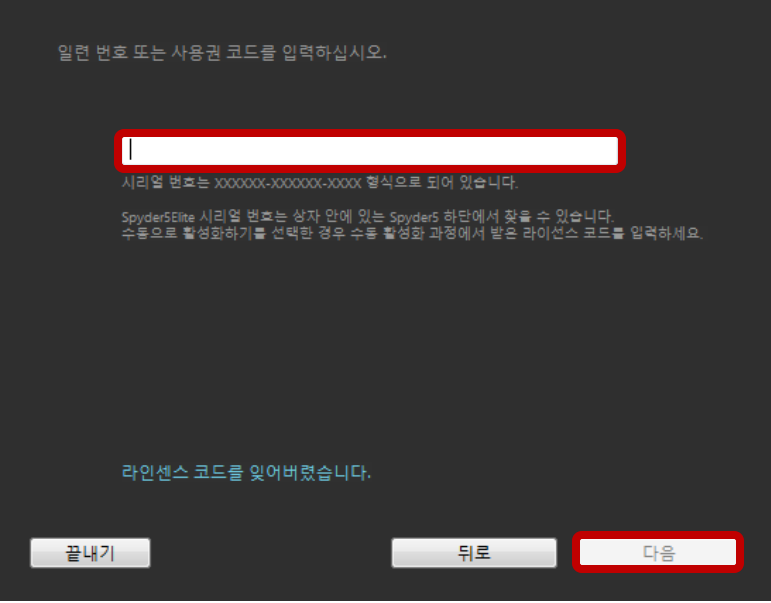 일련 번호 또는 사용권 코드를 입력하십시오.
시리얼 번호는 XXXXXX-XXXXXX-XXXX 형식으로 되어 있습니다.
Spyder5Elite 시리얼 번호는 상자 안에 있는 Spyder5 하단에서 찾을 수 있습니다.
수동으로 활성화하기를 선택한 경우 수동 활성화 과정에서 받은 라이선스 코드를 입력하세요.
라인센스 코드를 잊어버렸습니다.
끝내기
뒤로
다음